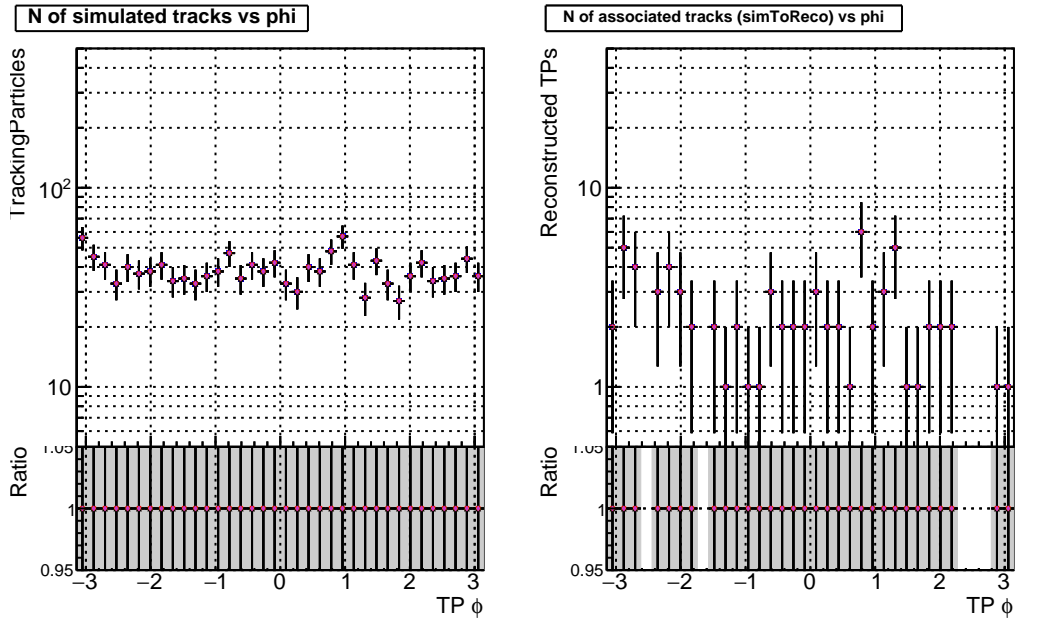 N of simulated tracks vs phi
TrackingParticles
10²
10
Ratio
1.05
1
0.95
−3 −2 −1 0 1 2 3
TP ϕ
N of associated tracks (simToReco) vs phi
Reconstructed TPs
10
1
Ratio
1.05
1
0.95
−3 −2 −1 0 1 2 3
TP ϕ